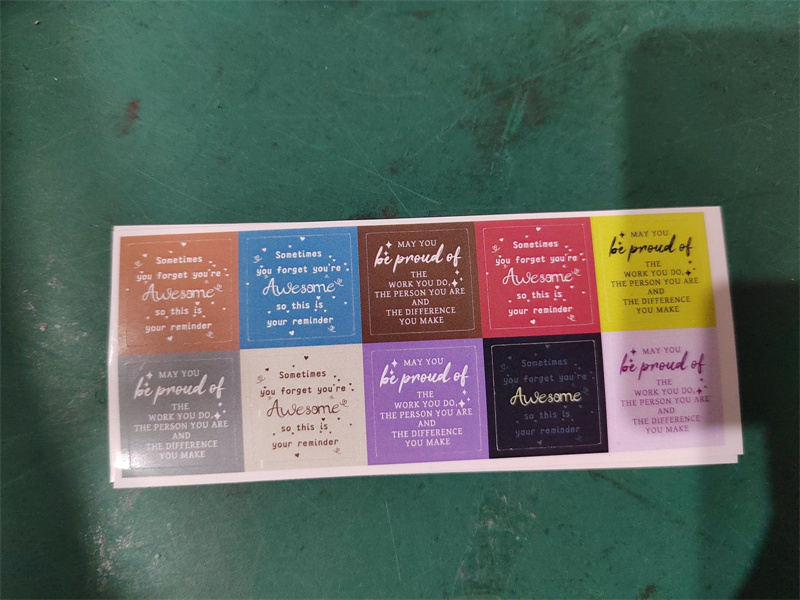 Sometimes
you forget you're
Awesome
so this is
your reminder
Sometimes
you forget you're
Awesome
so this is
your reminder
MAY YOU
be proud of
THE
WORK YOU DO,
THE PERSON YOU ARE
AND
THE DIFFERENCE
YOU MAKE
Sometimes
you forget you're
Awesome
so this is
your reminder
MAY YOU
be proud of
THE
WORK YOU DO,
THE PERSON YOU ARE
AND
THE DIFFERENCE
YOU MAKE
MAY YOU
be proud of
THE
WORK YOU DO,
THE PERSON YOU ARE
AND
THE DIFFERENCE
YOU MAKE
Sometimes
you forget you're
Awesome
so this is
your reminder
MAY YOU
be proud of
THE
WORK YOU DO,
THE PERSON YOU ARE
AND
THE DIFFERENCE
YOU MAKE
Sometimes
you forget you're
Awesome
so this is
your reminder
MAY YOU
be proud of
THE
WORK YOU DO,
THE PERSON YOU ARE
AND
THE DIFFERENCE
YOU MAKE